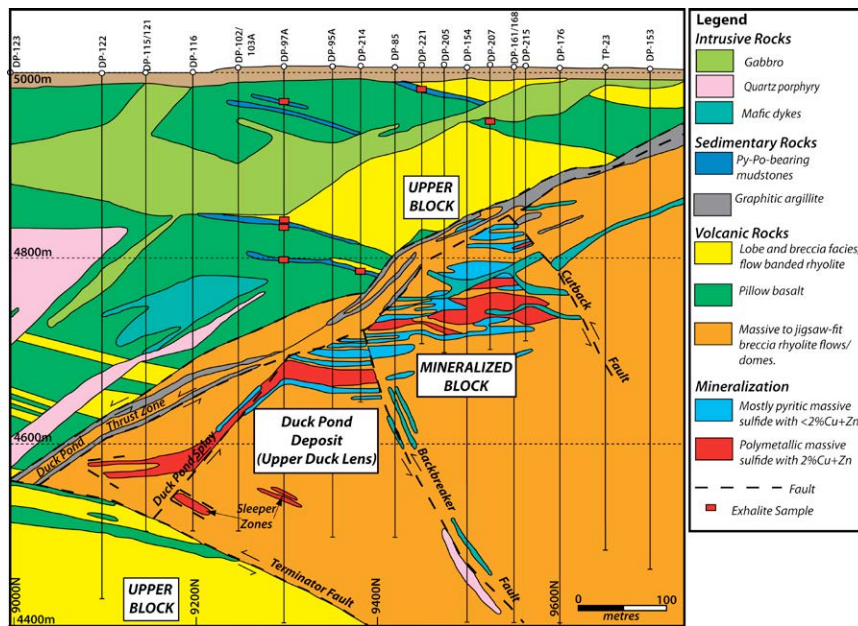 DP-123
DP-122
DP-115/121
DP-116
DP-102/
103A
DP-97A
DP-95A
DP-214
DP-85
DP-221
DP-205
DP-154
DP-207
DP-161/168
DP-215
DP-176
TP-23
DP-153
5000m
4800m
4600m
4400m
9000N
9200N
9400N
9600N
UPPER
BLOCK
MINERALIZED
BLOCK
Duck Pond
Deposit
(Upper Duck Lens)
UPPER
BLOCK
Duck Pond
Thrust Zone
Duck Pond Splay
Sleeper
Zones
Terminator Fault
Backbreaker
Fault
Cutback
Fault
0
100
metres
Legend
Intrusive Rocks
Gabbro
Quartz porphyry
Mafic dykes
Sedimentary Rocks
Py-Po-bearing
mudstones
Graphitic argillite
Volcanic Rocks
Lobe and breccia facies,
flow banded rhyolite
Pillow basalt
Massive to jigsaw-fit
breccia rhyolite flows/
domes.
Mineralization
Mostly pyritic massive
sulfide with <2%Cu+Zn
Polymetallic massive
sulfide with 2%Cu+Zn
Fault
Exhalite Sample